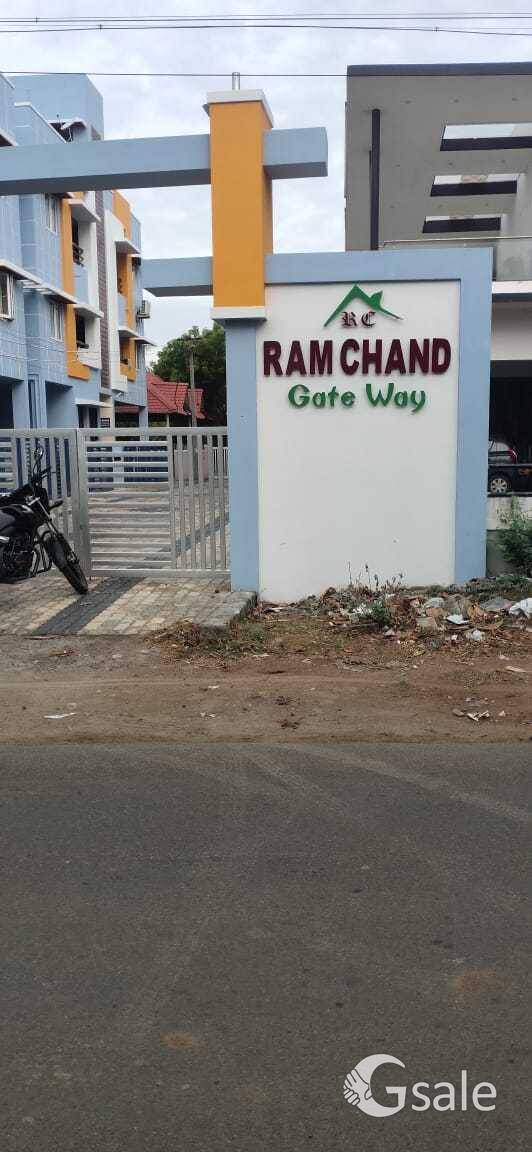 RC
RAM CHAND
Gate Way
Gsale